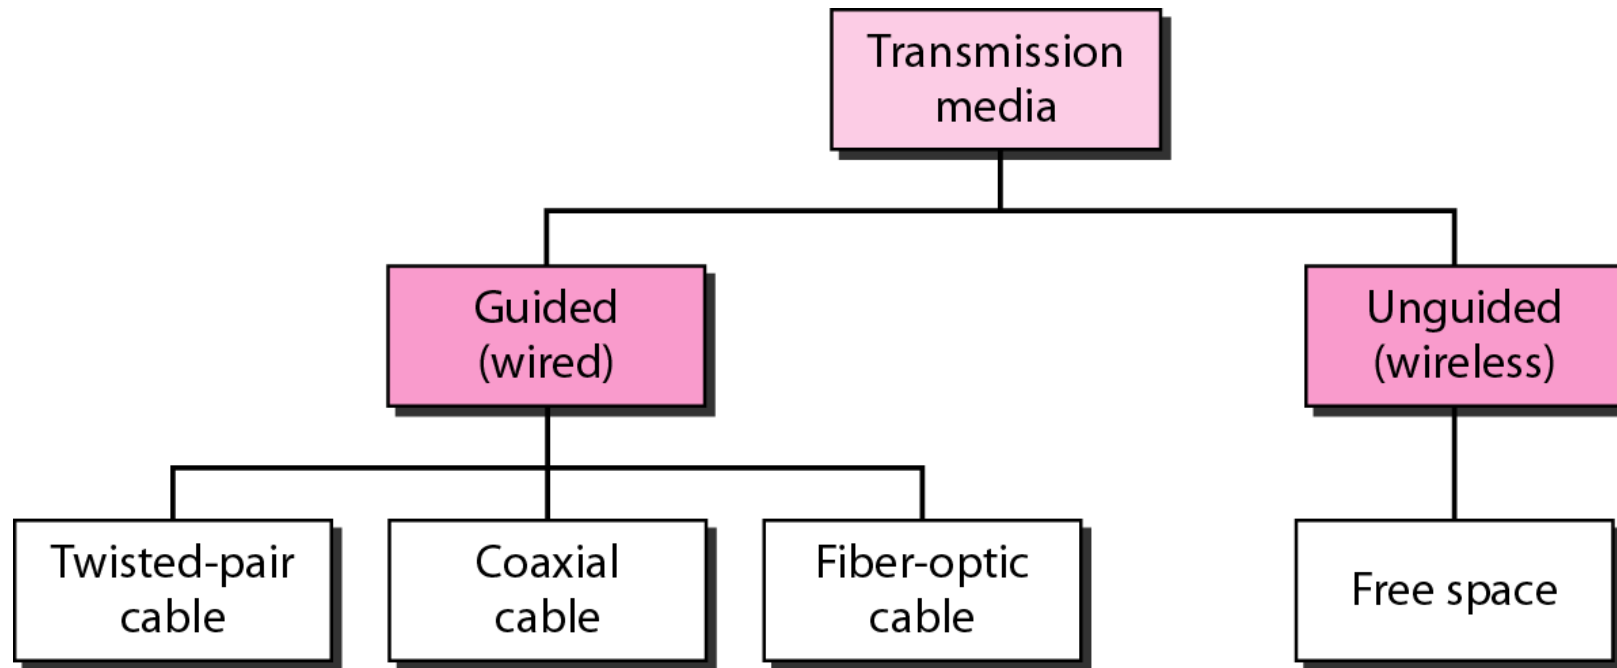 Transmission
media
Guided
(wired)
Unguided
(wireless)
Twisted-pair
cable
Coaxial
cable
Fiber-optic
cable
Free space